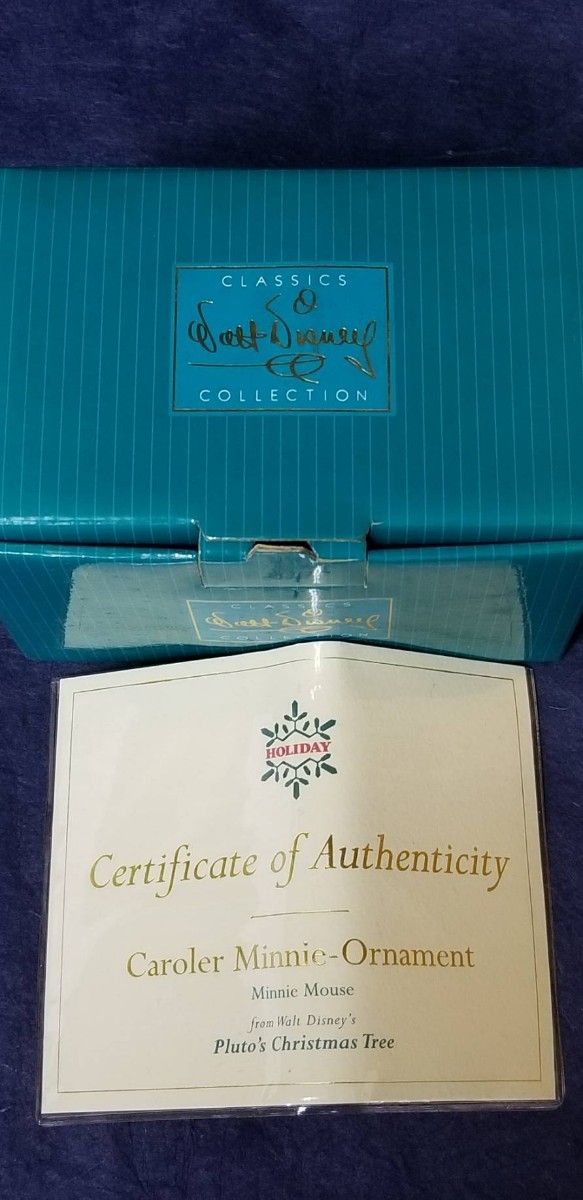 CLASSICS
Walt Disney
COLLECTION
CLASSICS
Walt Disney
COLLECTION
HOLIDAY
Certificate of Authenticity
Caroler Minnie-Ornament
Minnie Mouse
from Walt Disney's
Pluto's Christmas Tree